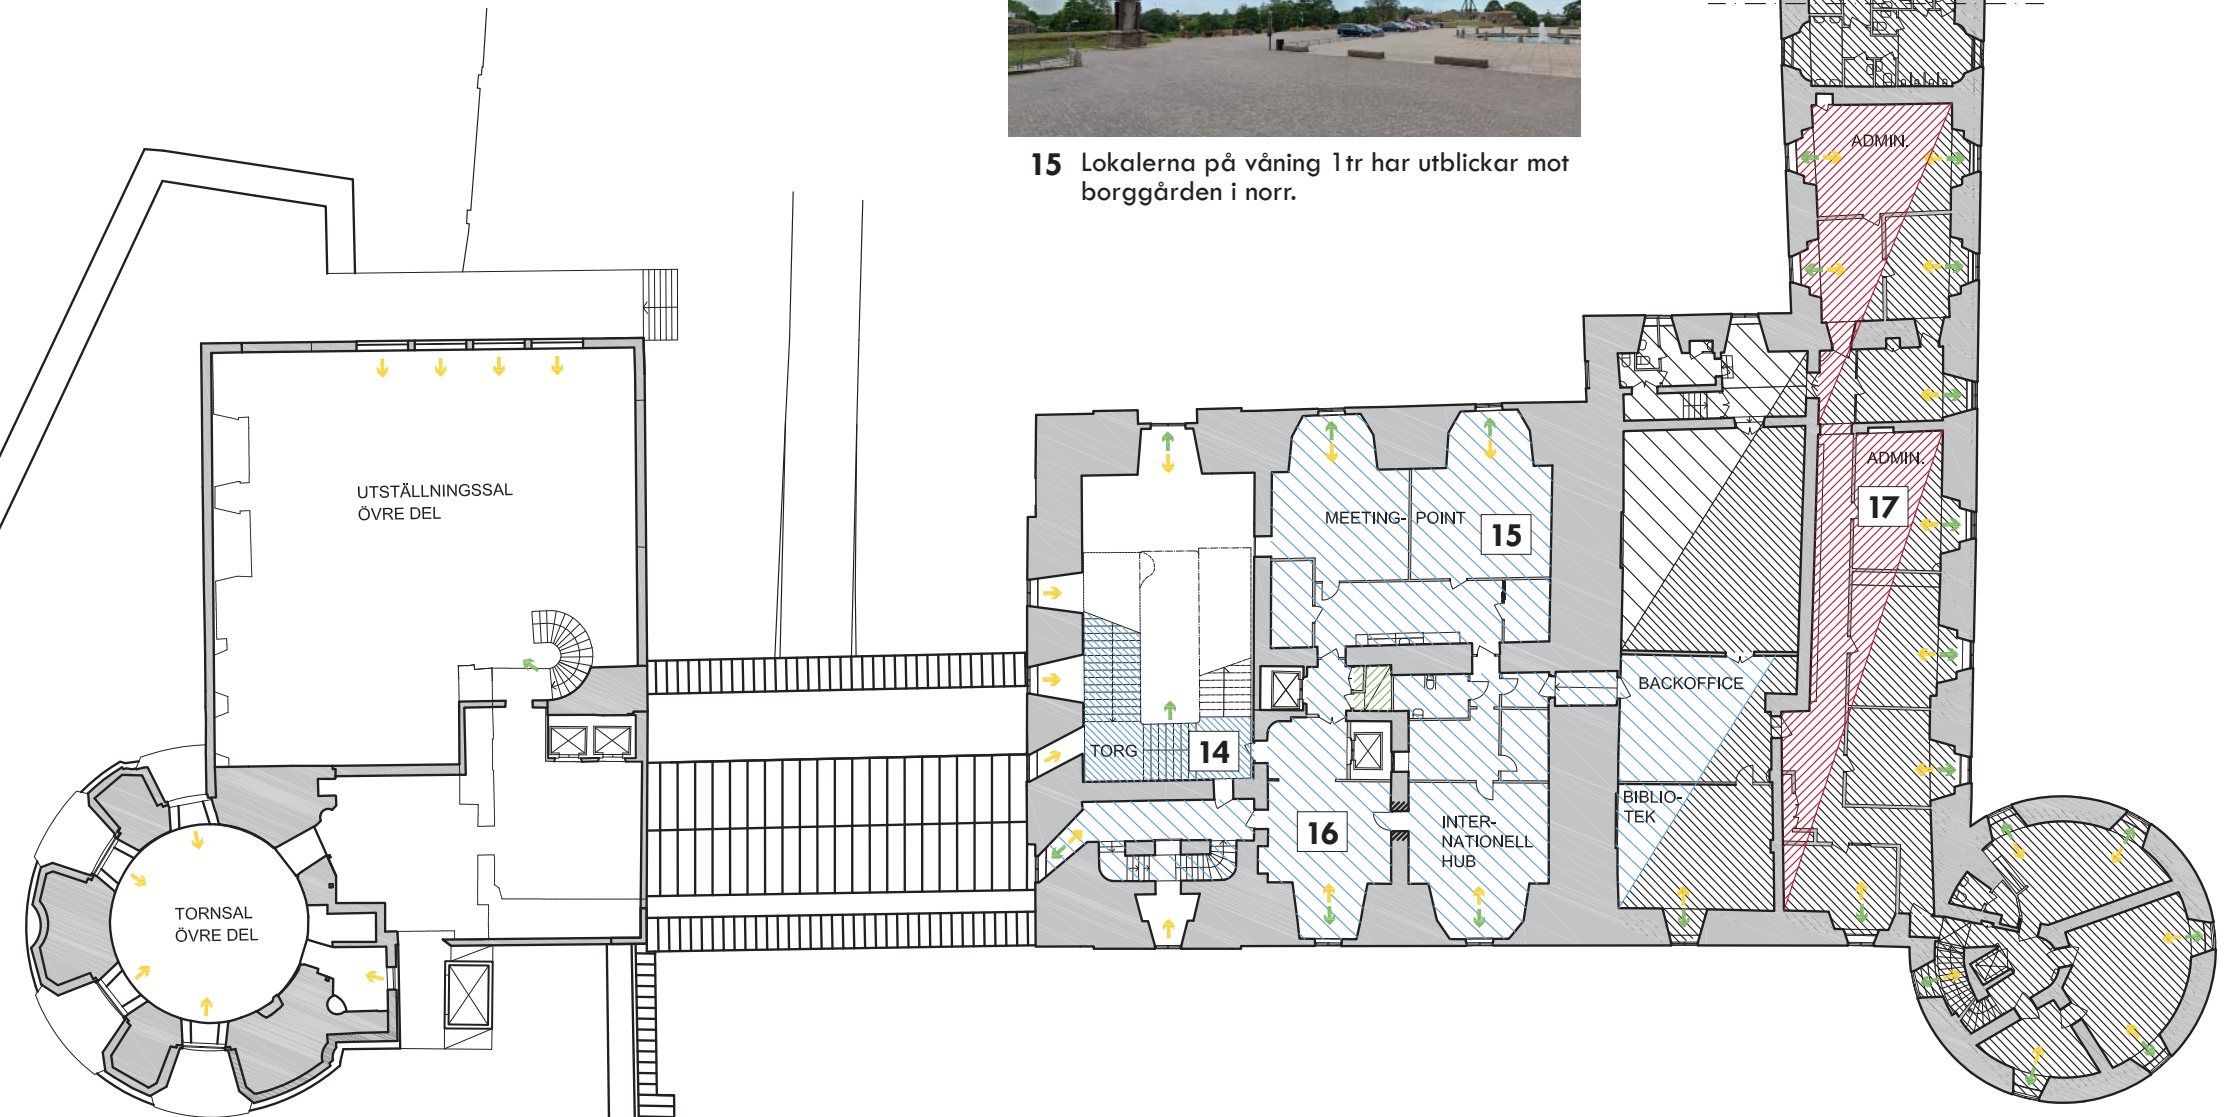 15 Lokalerna på våning 1tr har utblickar mot
borggården i norr.
ADMIN.
ADMIN.
17
UTSTÄLLNINGSSAL
ÖVRE DEL
MEETING- POINT
15
BACKOFFICE
TORG
14
BIBLIO-
TEK
16
INTER-
NATIONELL
HUB
TORNSAL
ÖVRE DEL